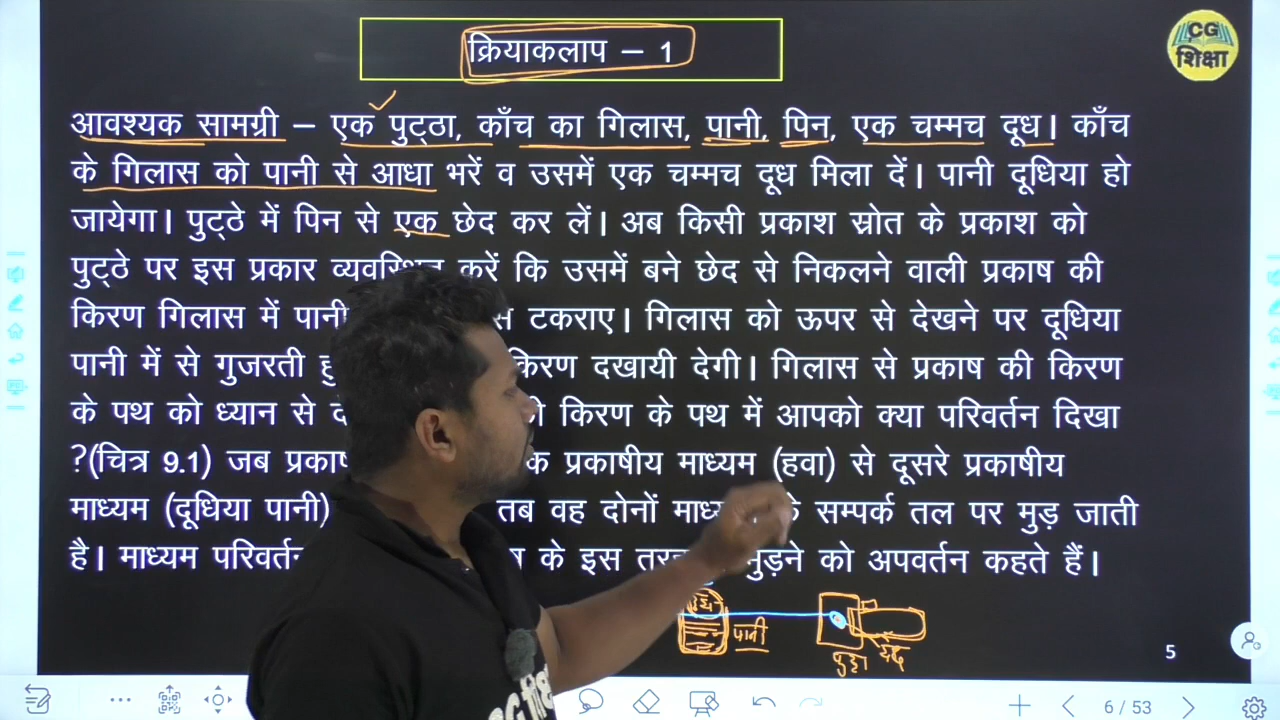 क्रियाकलाप – 1
CG
शिक्षा
आवश्यक सामग्री – एक पुट्ठा, काँच का गिलास, पानी, पिन, एक चम्मच दूध। काँच
के गिलास को पानी से आधा भरें व उसमें एक चम्मच दूध मिला दें। पानी दूधिया हो
जायेगा। पुट्ठे में पिन से एक छेद कर लें। अब किसी प्रकाश स्रोत के प्रकाश को
पुट्ठे पर इस प्रकार व्यवस्थित करें कि उसमें बने छेद से निकलने वाली प्रकाष की
किरण गिलास में पानी से टकराए। गिलास को ऊपर से देखने पर दूधिया
पानी में से गुजरती किरण दखायी देगी। गिलास से प्रकाष की किरण
के पथ को ध्यान से किरण के पथ में आपको क्या परिवर्तन दिखा
?(चित्र 9.1) जब प्रकाष प्रकाषीय माध्यम (हवा) से दूसरे प्रकाषीय
माध्यम (दूधिया पानी) तब वह दोनों सम्पर्क तल पर मुड़ जाती
है। माध्यम परिवर्तन के इस तरह मुड़ने को अपवर्तन कहते हैं।
पानी
5
6 / 53